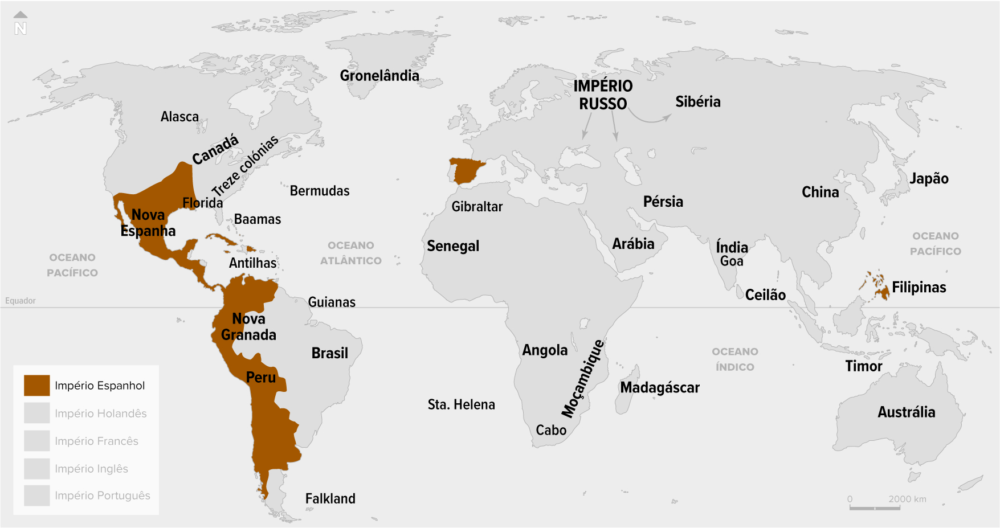 N
Gronelândia
IMPÉRIO
RUSSO
Sibéria
Alasca
Canadá
Treze colónias
Bermudas
Florida
Baamas
Nova
Espanha
Antilhas
OCEANO
PACÍFICO
OCEANO
ATLÂNTICO
Gibraltar
Senegal
Pérsia
Arábia
China
Japão
Índia
Goa
Ceilão
OCEANO
PACÍFICO
Filipinas
Equador
Guianas
Nova
Granada
Brasil
Peru
Angola
Moçambique
Madagáscar
OCEANO
ÍNDICO
Timor
Austrália
Sta. Helena
Cabo
Falkland
Império Espanhol
Império Holandês
Império Francês
Império Inglês
Império Português
0 2000 km